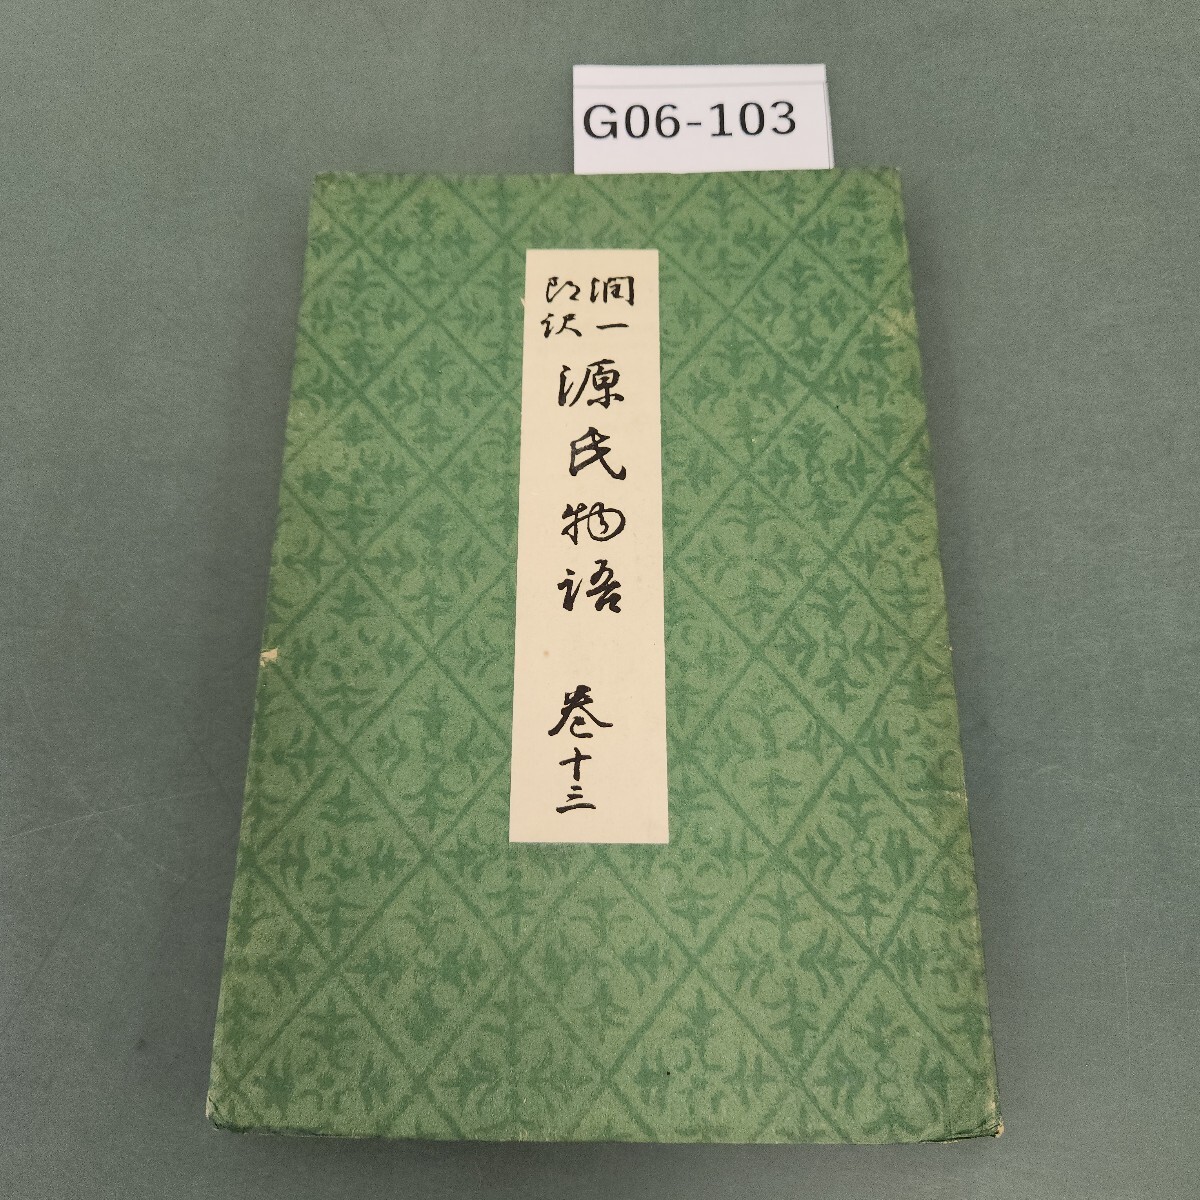 G06-103
潤一
郎訳
源氏物語 巻十三